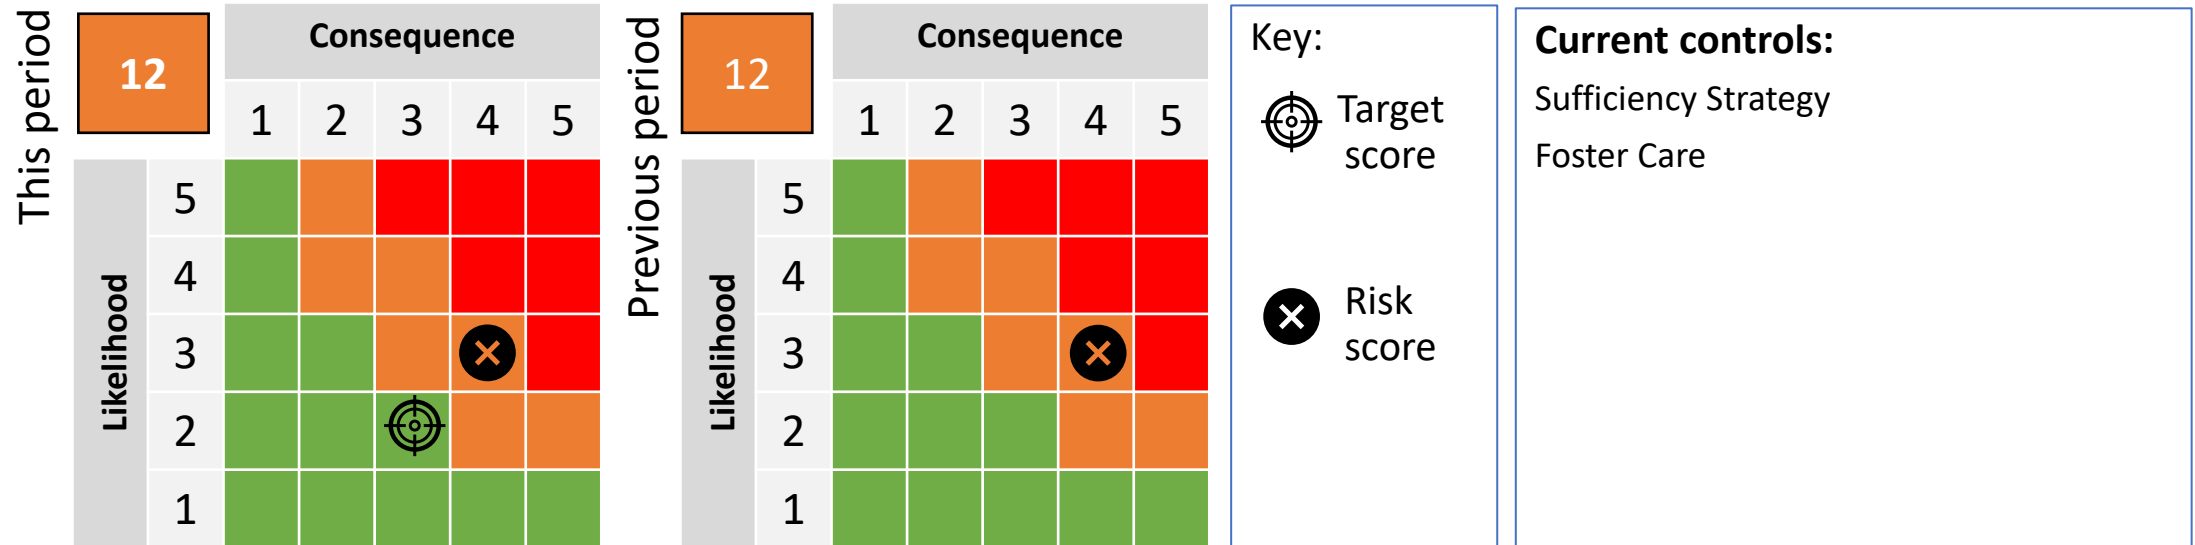 This period
12
Consequence
1 2 3 4 5
Likelihood
5
4
3
2
1
Previous period
12
Consequence
1 2 3 4 5
Likelihood
5
4
3
2
1
Key:
Target
score
Risk
score
Current controls:
Sufficiency Strategy
Foster Care